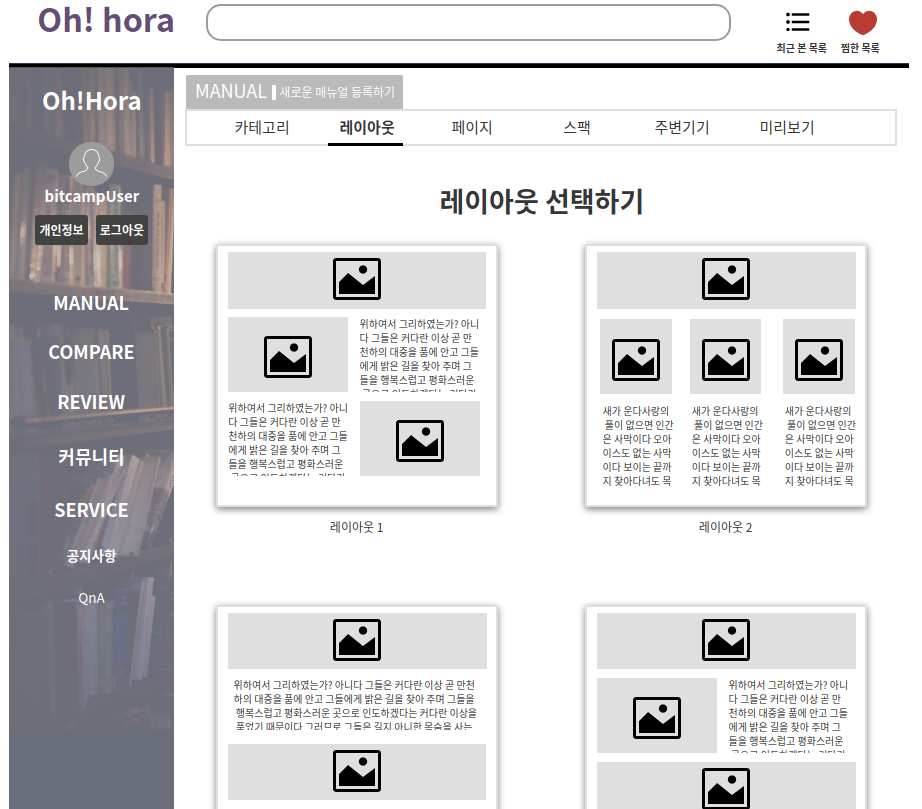 Oh! hora
최근 본 목록
찜한 목록
Oh!Hora
bitcampUser
개인정보
로그아웃
MANUAL
COMPARE
REVIEW
커뮤니티
SERVICE
공지사항
QnA
MANUAL
새로운 매뉴얼 등록하기
카테고리
레이아웃
페이지
스팩
주변기기
미리보기
레이아웃 선택하기
위하여서 그리하였는가? 아니
다 그들은 커다란 이상 곧 만
천하의 대중을 품에 안고 그들
에게 밝은 길을 찾아 주며 그
들을 행복스럽고 평화스러운
위하여서 그리하였는가? 아니
다 그들은 커다란 이상 곧 만
천하의 대중을 품에 안고 그들
에게 밝은 길을 찾아 주며 그
들을 행복스럽고 평화스러운
레이아웃 1
새가 운다사랑의
풀이 없으면 인간
은 사막이다 오아
이스도 없는 사막
이다 보이는 끝까
지 찾아다녀도 목
새가 운다사랑의
풀이 없으면 인간
은 사막이다 오아
이스도 없는 사막
이다 보이는 끝까
지 찾아다녀도 목
새가 운다사랑의
풀이 없으면 인간
은 사막이다 오아
이스도 없는 사막
이다 보이는 끝까
지 찾아다녀도 목
레이아웃 2
위하여서 그리하였는가? 아니다 그들은 커다란 이상 곧 만천
하의 대중을 품에 안고 그들에게 밝은 길을 찾아 주며 그들을
행복스럽고 평화스러운 곳으로 인도하겠다는 커다란 이상을
품었기 때문이다 그러므로 그들은 길지 아니한 목숨을 사는
위하여서 그리하였는가? 아니
다 그들은 커다란 이상 곧 만
천하의 대중을 품에 안고 그들
에게 밝은 길을 찾아 주며 그
들을 행복스럽고 평화스러운